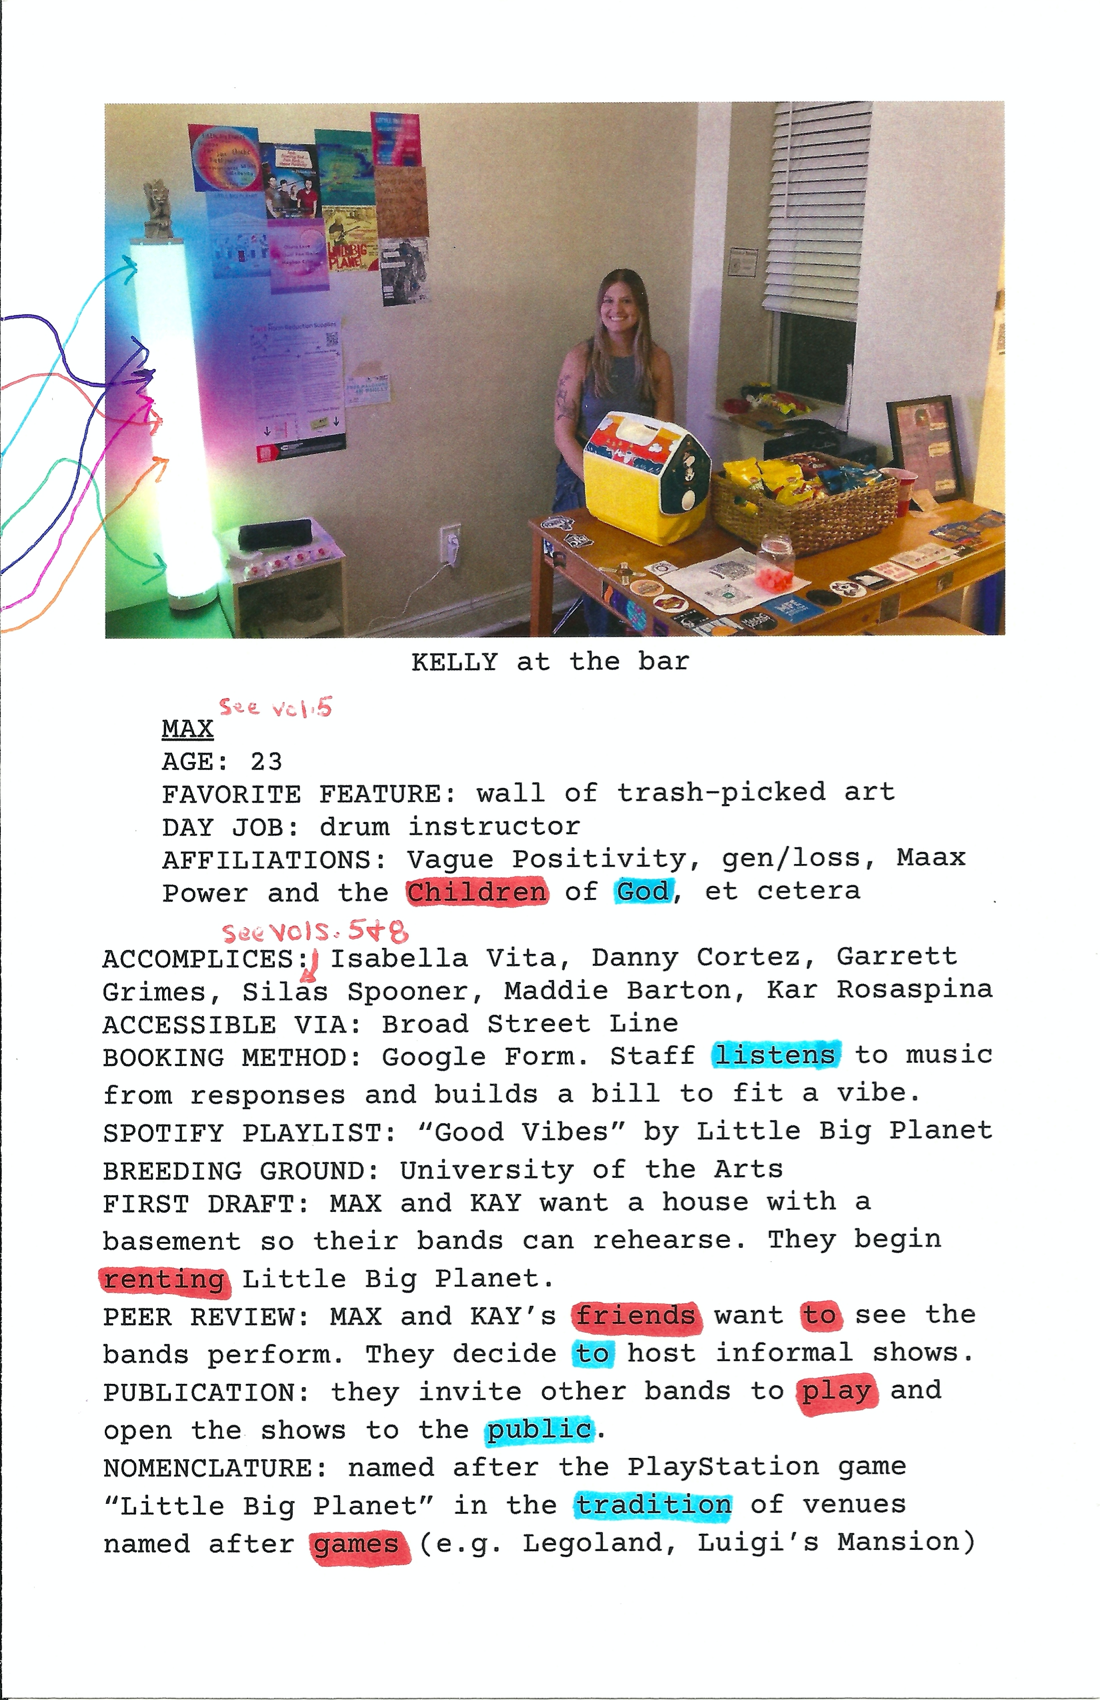 LITTLE BIG
PLANET
KELLY at the bar
See vol.5
MAX
AGE: 23
FAVORITE FEATURE: wall of trash-picked art
DAY JOB: drum instructor
AFFILIATIONS: Vague Positivity, gen/loss, Maax
Power and the Children of God, et cetera
See vols. 5+8
ACCOMPLICES: Isabella Vita, Danny Cortez, Garrett
Grimes, Silas Spooner, Maddie Barton, Kar Rosaspina
ACCESSIBLE VIA: Broad Street Line
BOOKING METHOD: Google Form. Staff listens to music
from responses and builds a bill to fit a vibe.
SPOTIFY PLAYLIST: “Good Vibes” by Little Big Planet
BREEDING GROUND: University of the Arts
FIRST DRAFT: MAX and KAY want a house with a
basement so their bands can rehearse. They begin
renting Little Big Planet.
PEER REVIEW: MAX and KAY’s friends want to see the
bands perform. They decide to host informal shows.
PUBLICATION: they invite other bands to play and
open the shows to the public.
NOMENCLATURE: named after the PlayStation game
“Little Big Planet” in the tradition of venues
named after games (e.g. Legoland, Luigi’s Mansion)